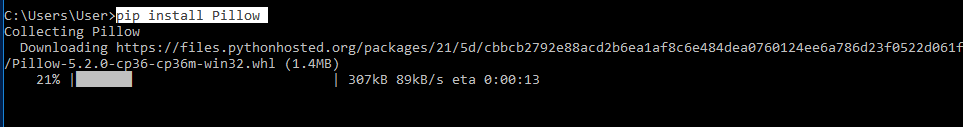 C:\Users\User>pip install Pillow
Collecting Pillow
  Downloading https://files.pythonhosted.org/packages/21/5d/cbbcb2792e88acd2b6ea1af8c6e484dea0760124ee6a786d23f0522d061f
/Pillow-5.2.0-cp36-cp36m-win32.whl (1.4MB)
    21% |                                | 307kB 89kB/s eta 0:00:13